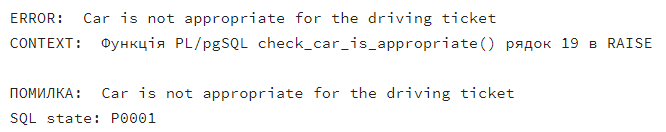 ERROR:  Car is not appropriate for the driving ticket
CONTEXT:  Функція PL/pgSQL check_car_is_appropriate() рядок 19 в RAISE
ПОМИЛКА:  Car is not appropriate for the driving ticket
SQL state: P0001